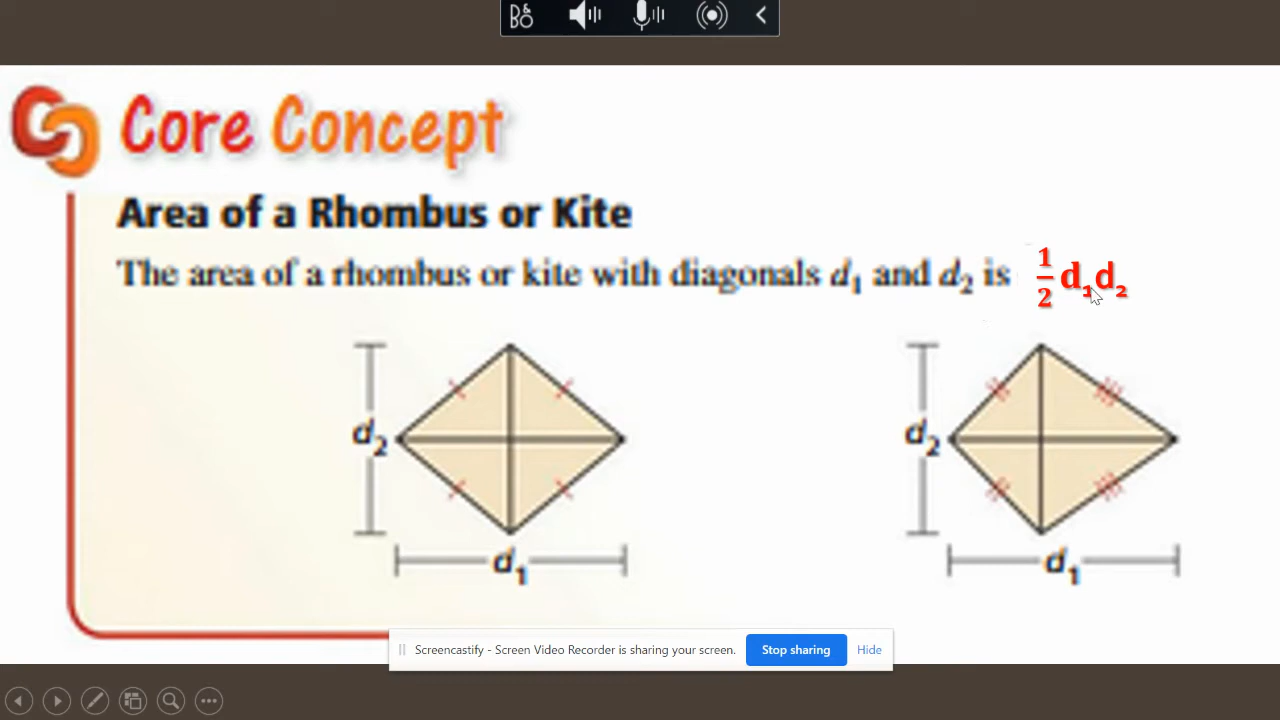 B&O
Core Concept
Area of a Rhombus or Kite
The area of a rhombus or kite with diagonals d₁ and d₂ is 1/2 d₁d₂
d₂
d₁
d₂
d₁
Screencastify - Screen Video Recorder is sharing your screen. Stop sharing Hide